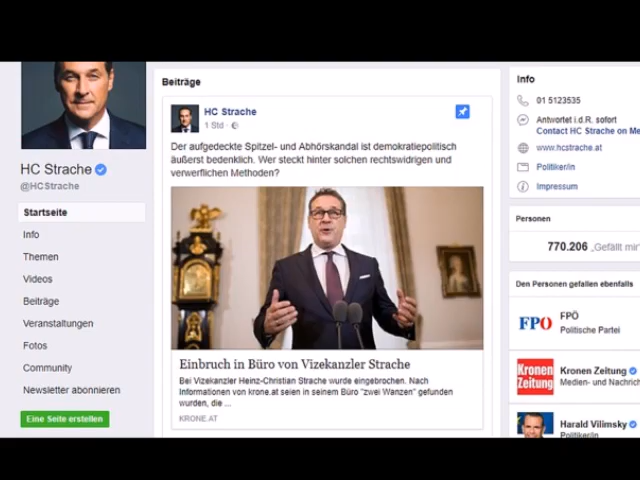 HC Strache
@HCStrache
Startseite
Info
Themen
Videos
Beiträge
Veranstaltungen
Fotos
Community
Newsletter abonnieren
Eine Seite erstellen
Beiträge
HC Strache
1 Std ·
Der aufgedeckte Spitzel- und Abhörskandal ist demokratiepolitisch
äußerst bedenklich. Wer steckt hinter solchen rechtswidrigen und
verwerflichen Methoden?
Einbruch in Büro von Vizekanzler Strache
Bei Vizekanzler Heinz-Christian Strache wurde eingebrochen. Nach
Informationen von krone.at seien in seinem Büro "zwei Wanzen" gefunden
wurden, die ...
KRONE.AT
Info
01 5123535
Antwortet i.d.R. sofort
Contact HC Strache on Me
www.hcstrache.at
Politiker/in
Impressum
Personen
770.206 „Gefällt mir“
Den Personen gefallen ebenfalls
FPÖ
FPÖ
Politische Partei
Kronen
Zeitung
Kronen Zeitung
Medien- und Nachrich
Harald Vilimsky
Politiker/in